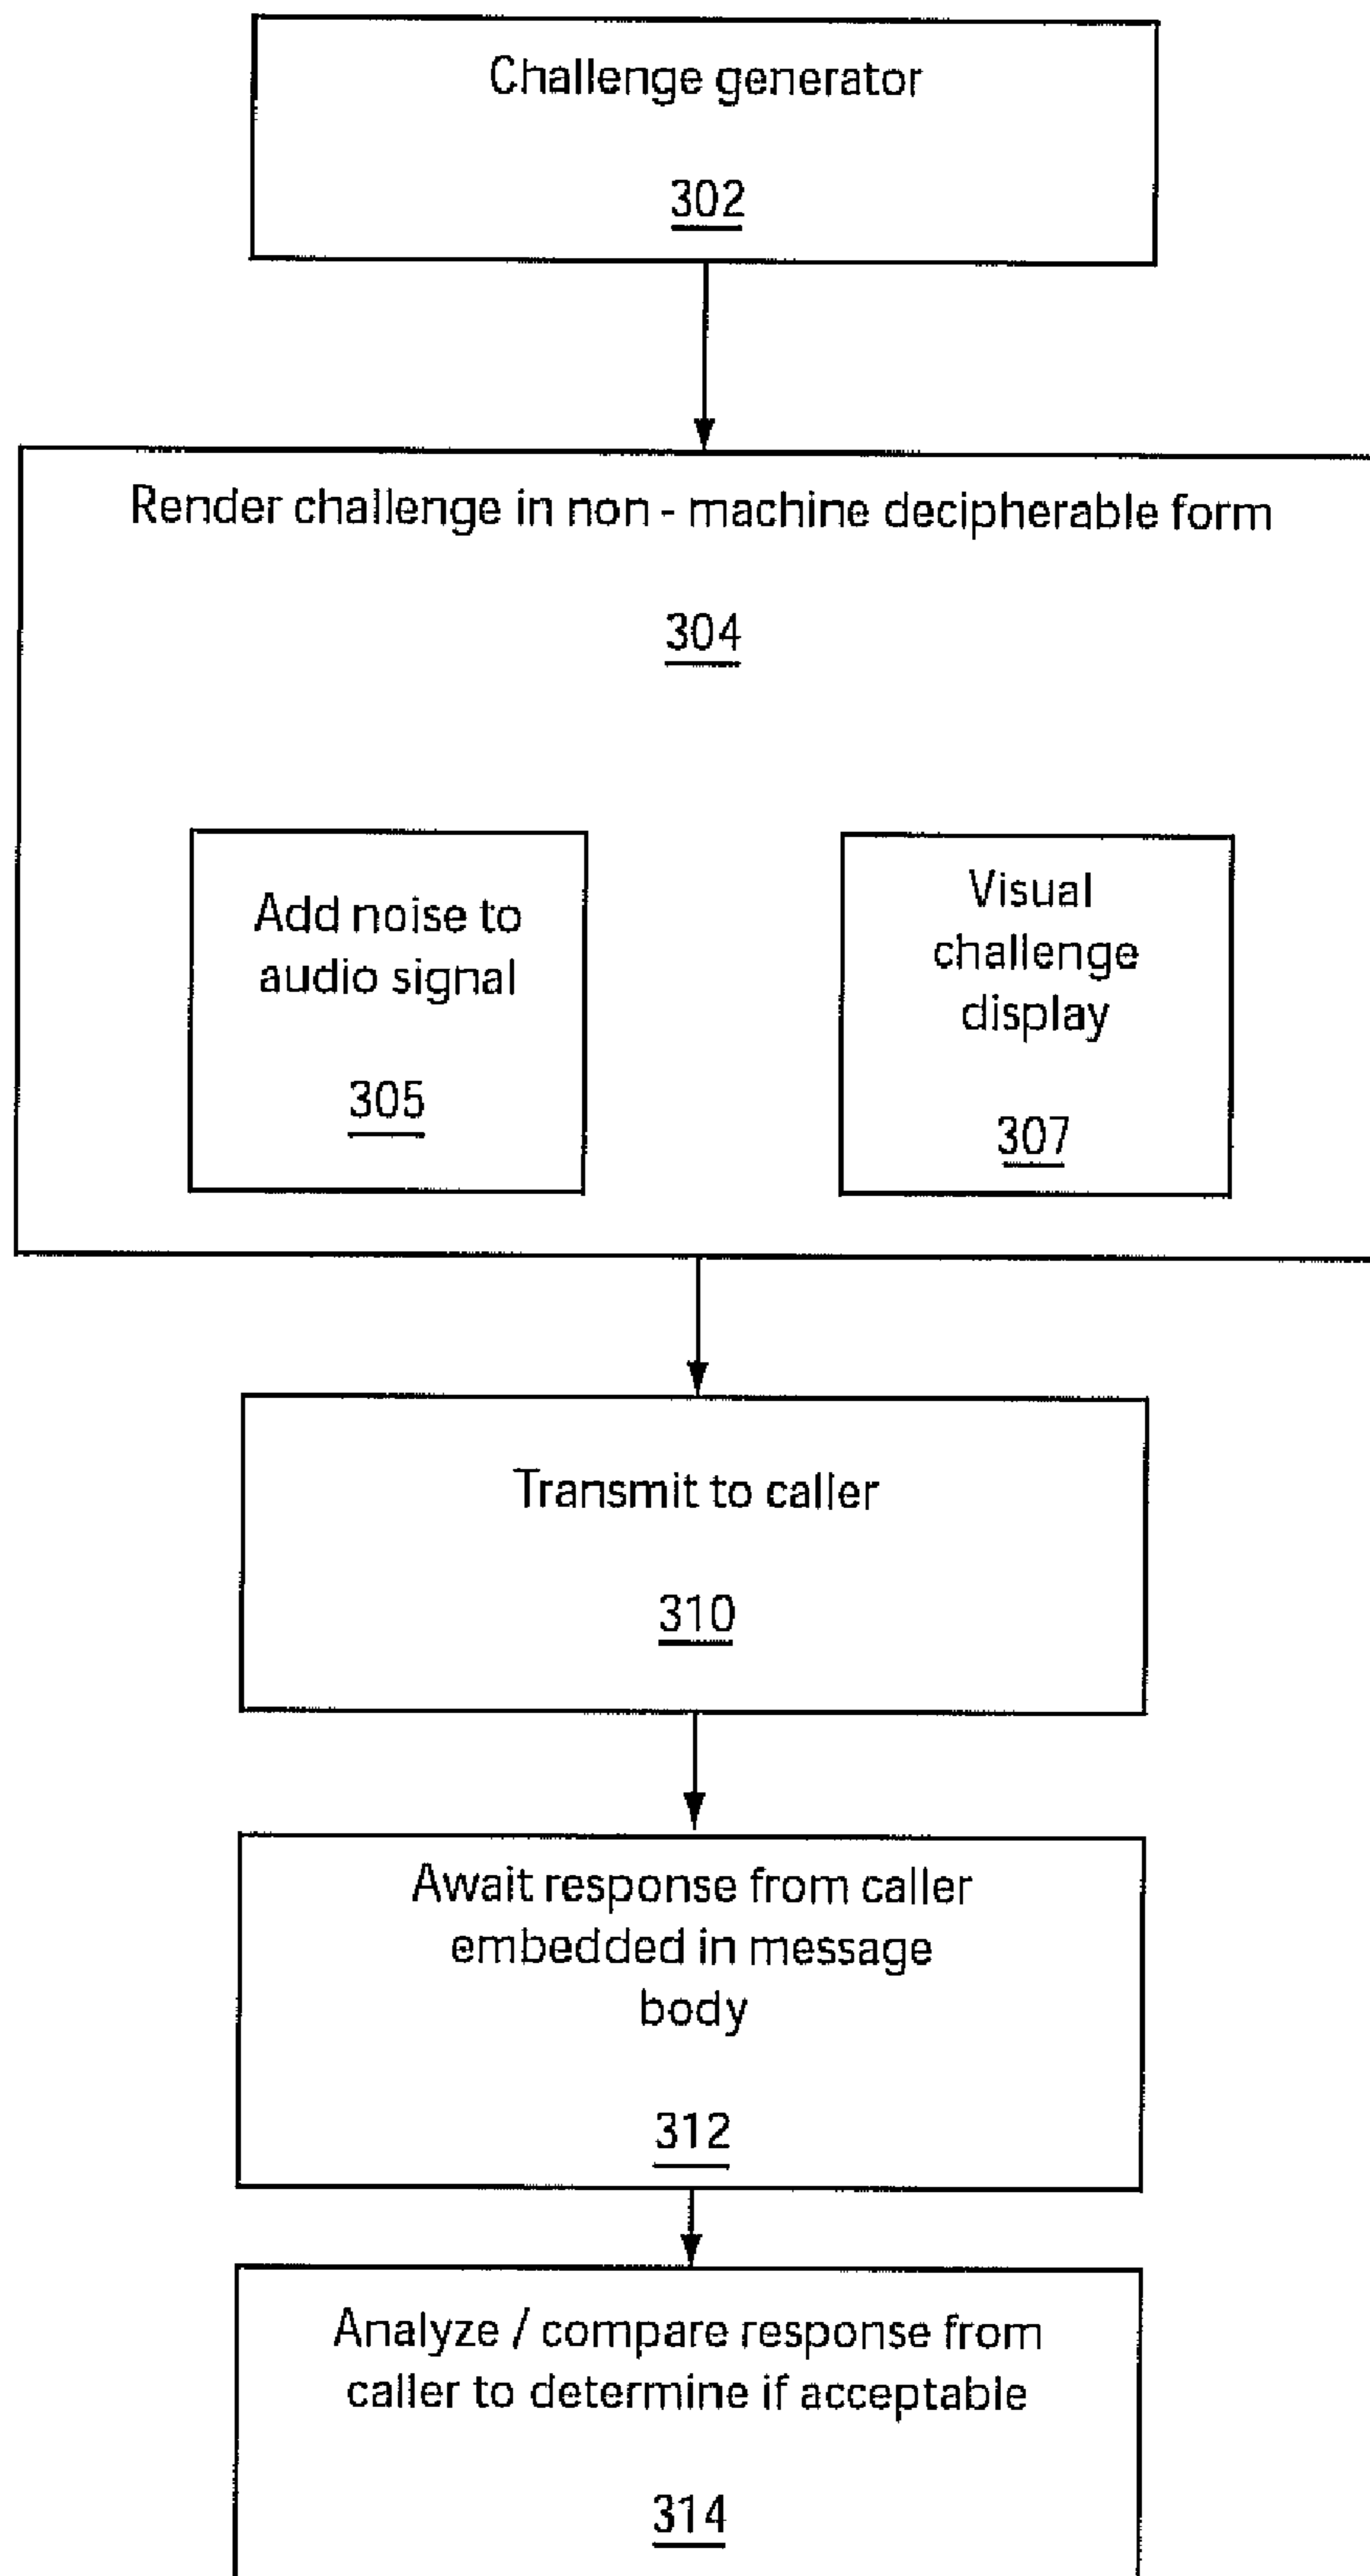 Challenge generator
302
Render challenge in non - machine decipherable form
304
Add noise to
audio signal
305
Visual
challenge
display
307
Transmit to caller
310
Await response from caller
embedded in message
body
312
Analyze / compare response from
caller to determine if acceptable
314